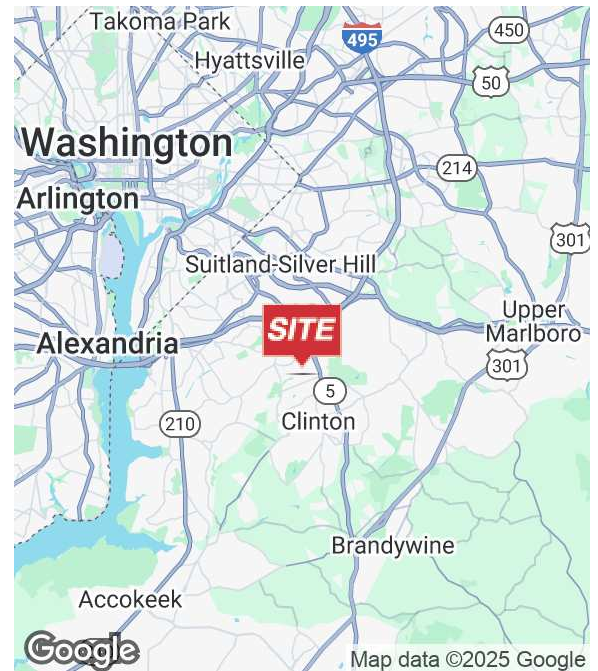 Takoma Park
450
495
Hyattsville
50
Washington
214
Arlington
301
Suitland-Silver Hill
SITE
Upper
Marlboro
Alexandria
301
5
210
Clinton
Brandywine
Accokeek
Google
Map data ©2025 Google